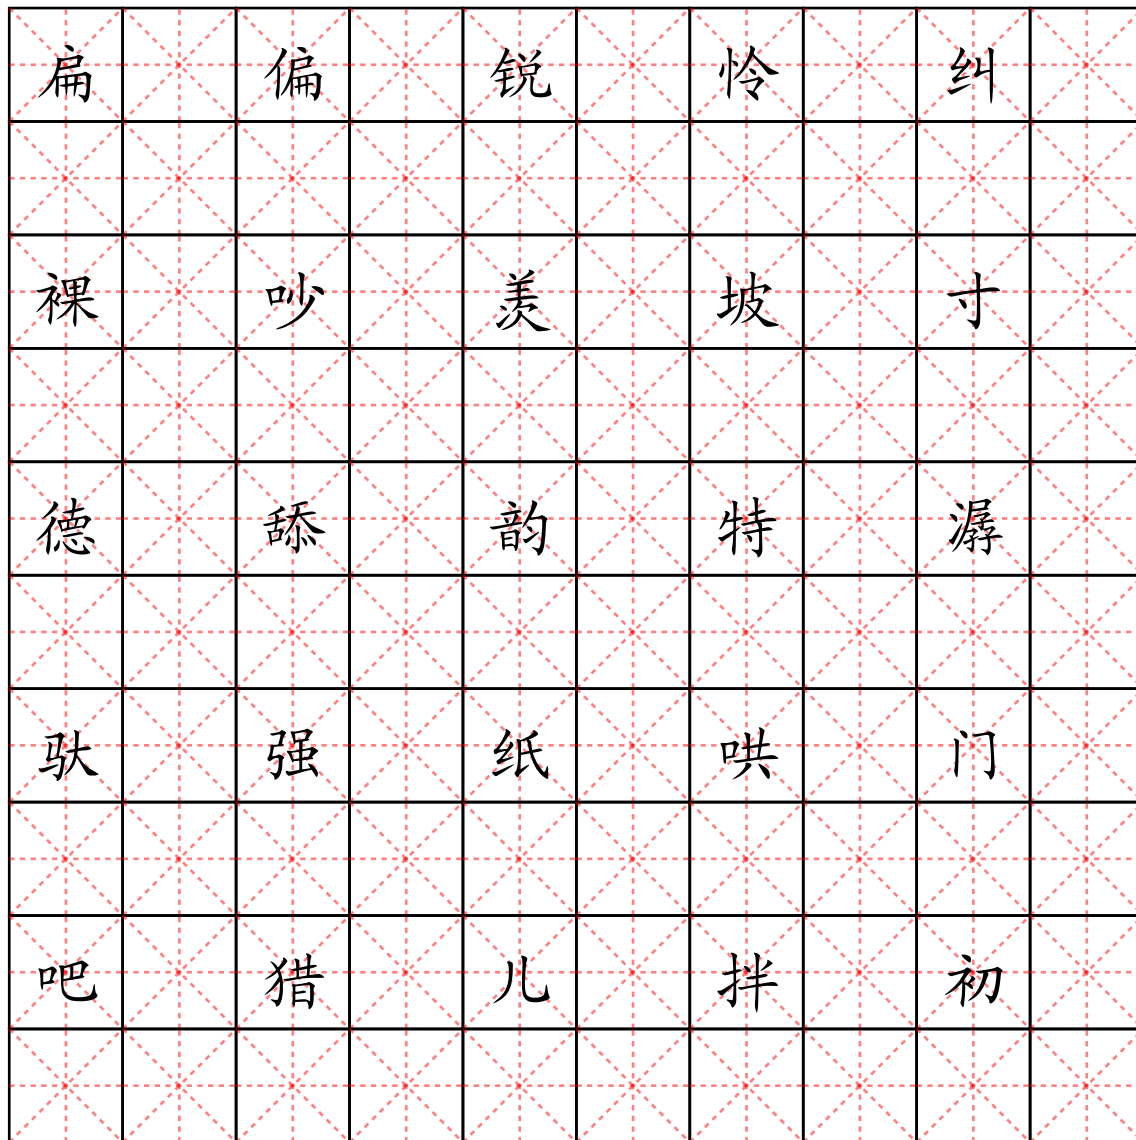 扁 偏 锐 怜 纠
裸 吵 羡 坡 寸
德 舔 韵 特 潺
驮 强 纸 哄 门
吧 猎 儿 拌 初